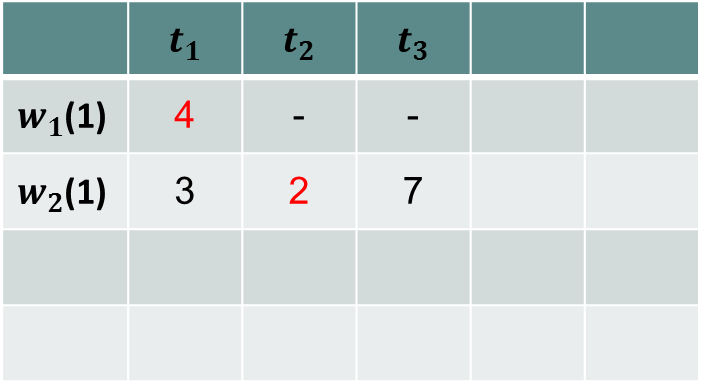 t₁ t₂ t₃
w₁(1) 4 - -
w₂(1) 3 2 7